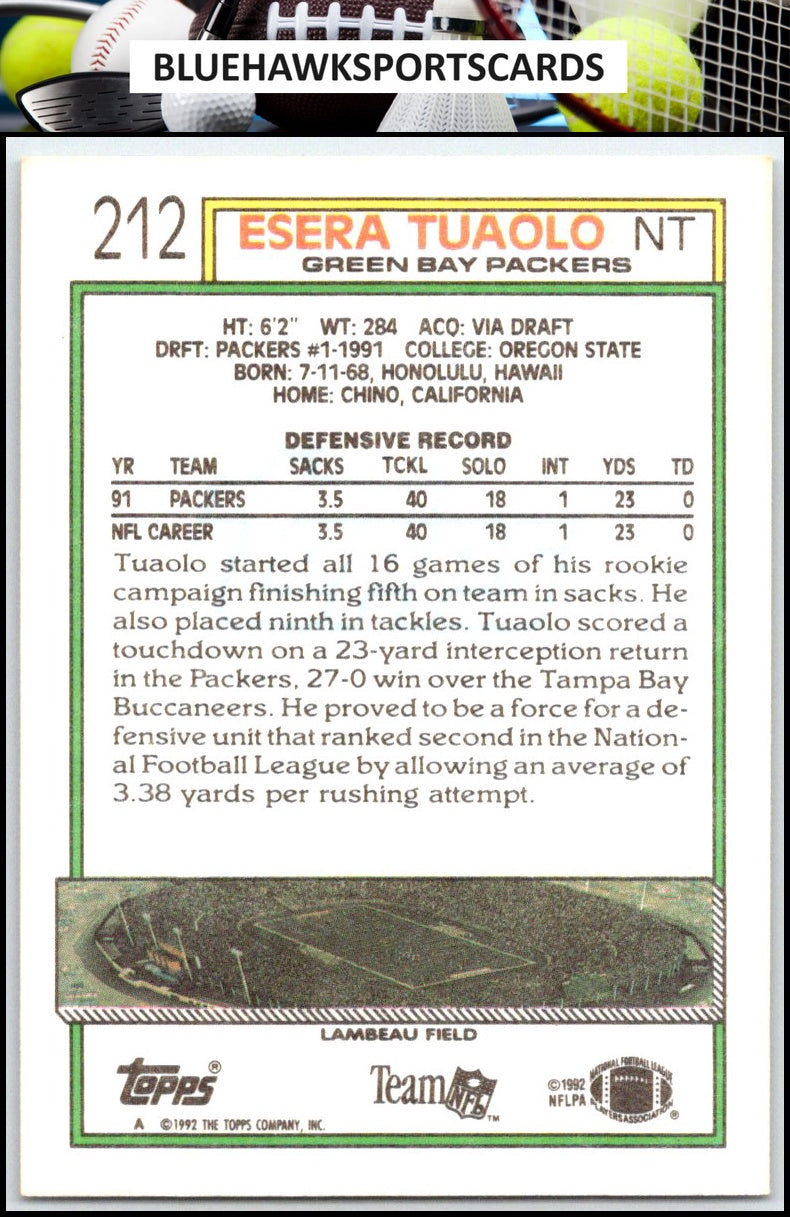 BLUEHAWKSPORTSCARDS
212 ESERA TUAOLO NT
GREEN BAY PACKERS
HT: 6'2" WT: 284 ACQ: VIA DRAFT
DRFT: PACKERS #1-1991 COLLEGE: OREGON STATE
BORN: 7-11-68, HONOLULU, HAWAII
HOME: CHINO, CALIFORNIA
DEFENSIVE RECORD
YR TEAM SACKS TCKL SOLO INT YDS TD
91 PACKERS 3.5 40 18 1 23 0
NFL CAREER 3.5 40 18 1 23 0
Tuaolo started all 16 games of his rookie
campaign finishing fifth on team in sacks. He
also placed ninth in tackles. Tuaolo scored a
touchdown on a 23-yard interception return
in the Packers, 27-0 win over the Tampa Bay
Buccaneers. He proved to be a force for a de-
fensive unit that ranked second in the Nation-
al Football League by allowing an average of
3.38 yards per rushing attempt.
LAMBEAU FIELD
TOPPS®
Team NFL™
©1992
NFLPA
NATIONAL FOOTBALL LEAGUE
PLAYERS ASSOCIATION®
A ©1992 THE TOPPS COMPANY, INC.